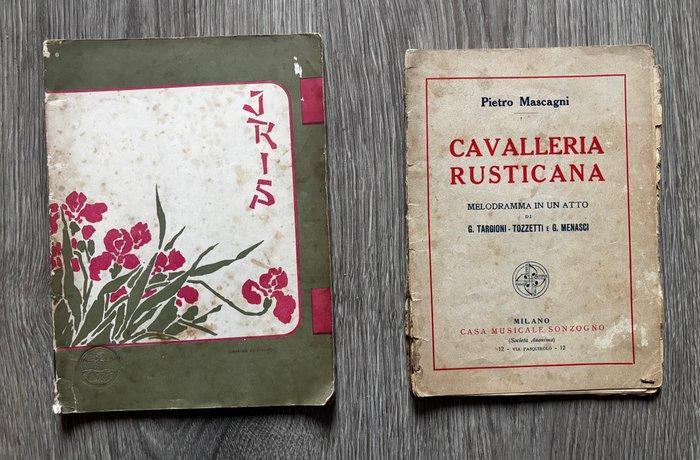 IRIS
Pietro Mascagni
CAVALLERIA
RUSTICANA
MELODRAMMA IN UN ATTO
DI
G. TARGIONI - TOZZETTI E G. MENASCI
MILANO
CASA MUSICALE SONZOGNO
(Società Anonima)
12 - VIA PASQUIROLO - 12